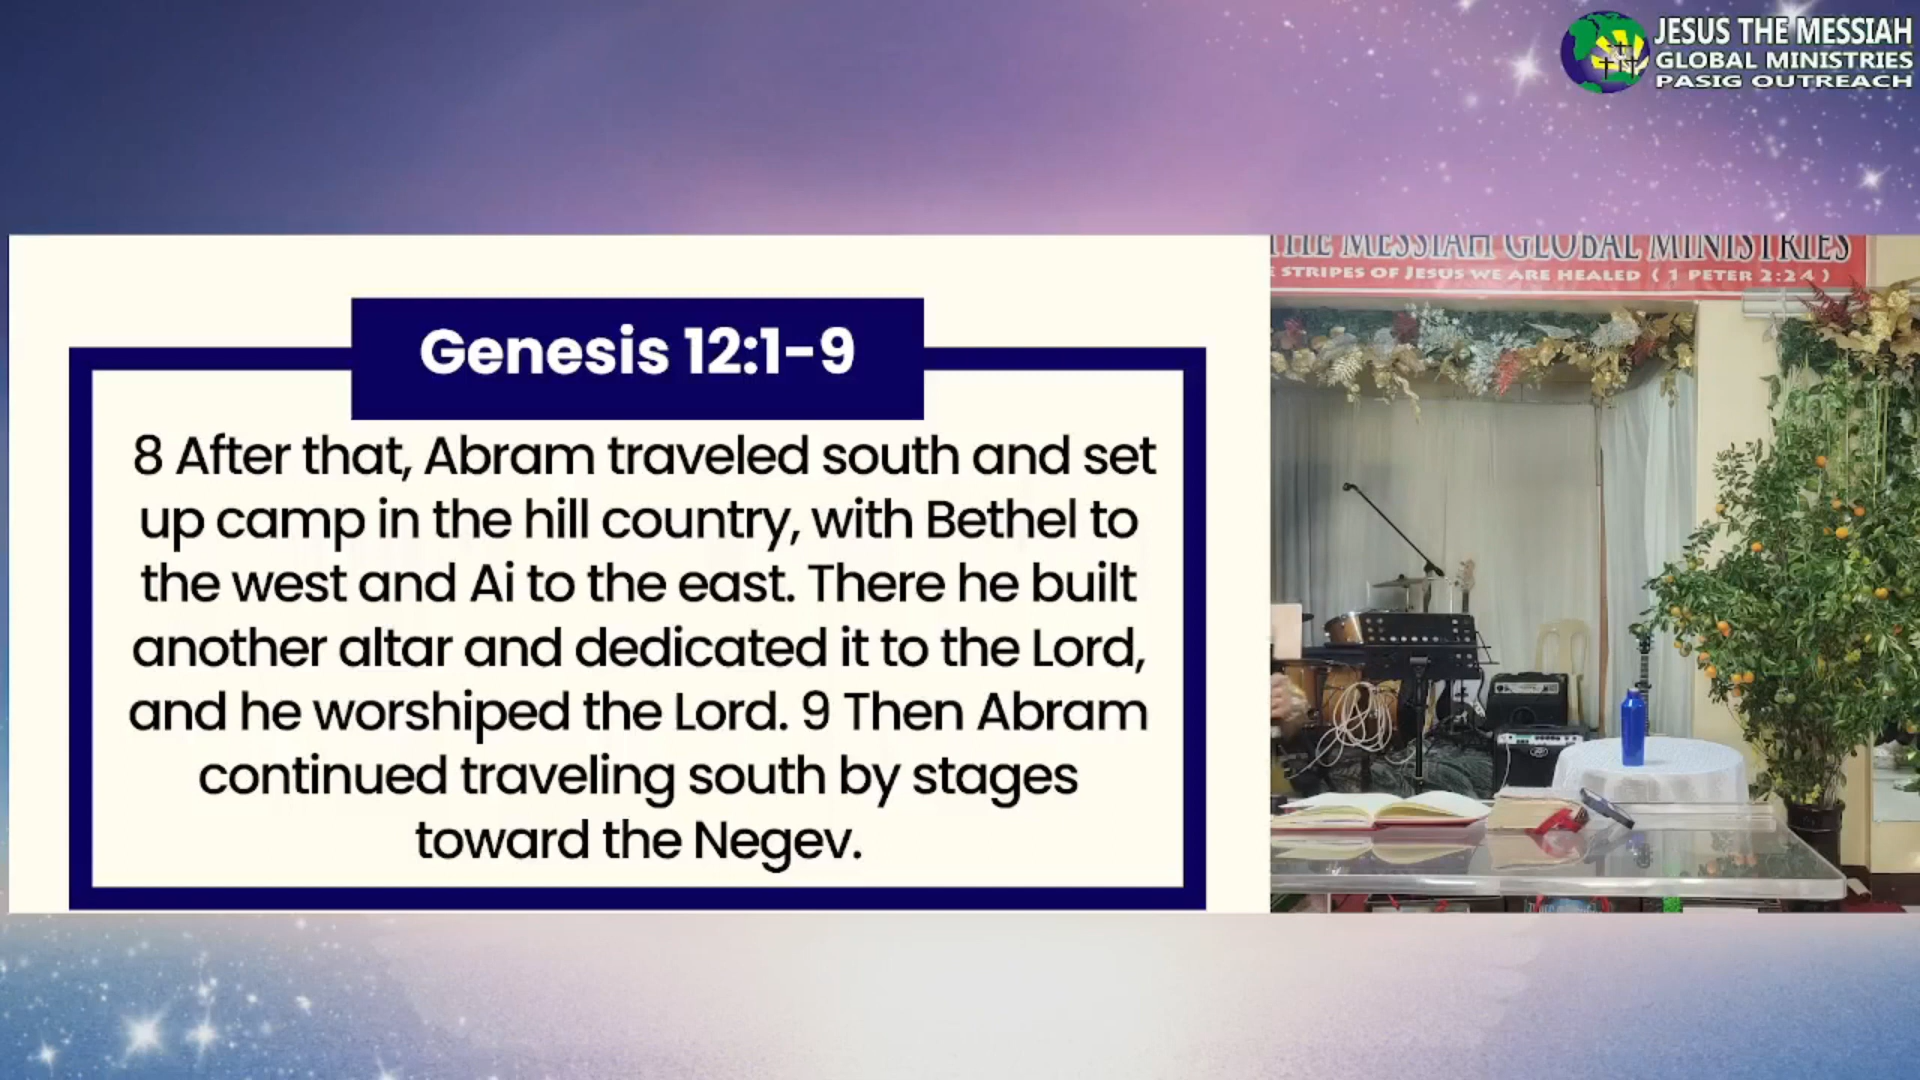 JESUS THE MESSIAH
GLOBAL MINISTRIES
PASIG OUTREACH
THE MESSIAH GLOBAL MINISTRIES
STRIPES OF JESUS WE ARE HEALED ( 1 PETER 2:24 )
Genesis 12:1-9
8 After that, Abram traveled south and set
up camp in the hill country, with Bethel to
the west and Ai to the east. There he built
another altar and dedicated it to the Lord,
and he worshiped the Lord. 9 Then Abram
continued traveling south by stages
toward the Negev.